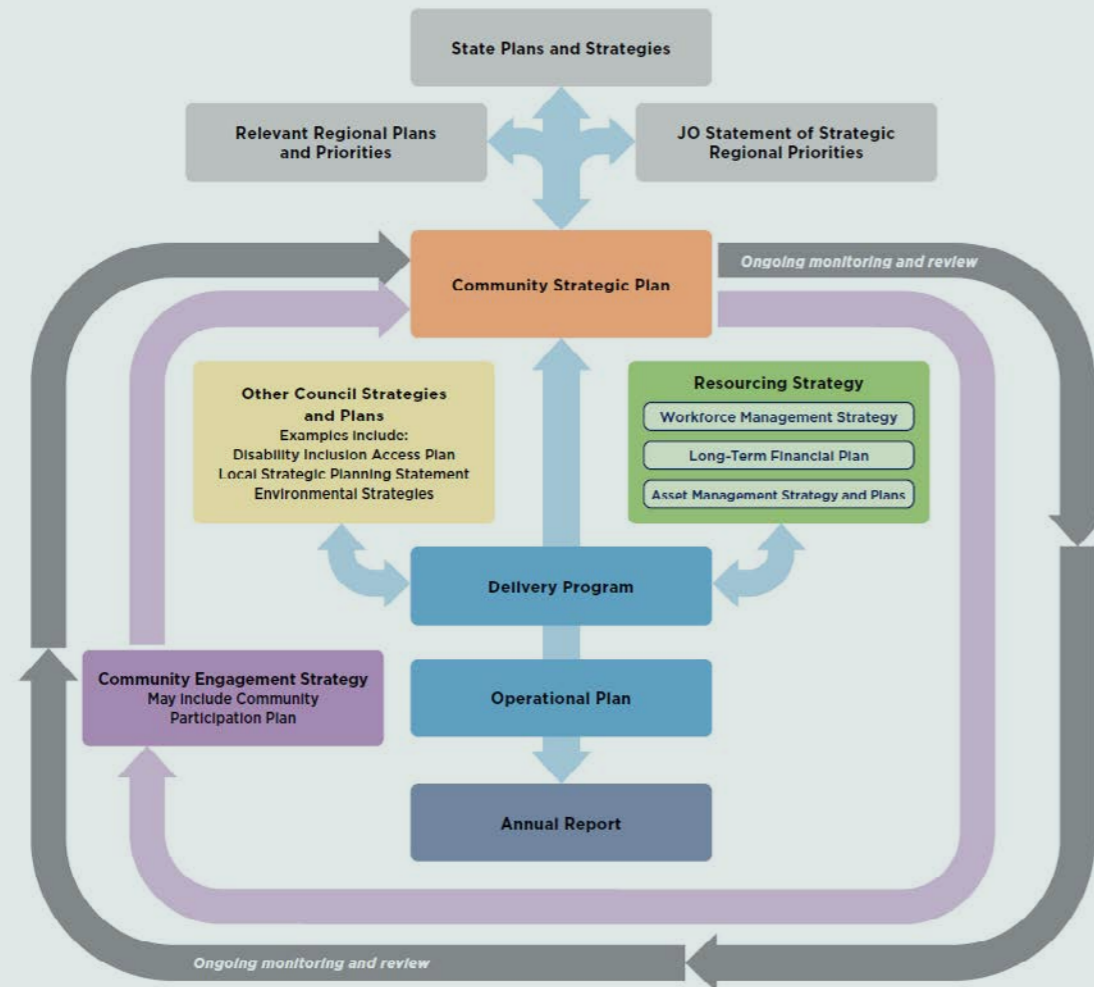 State Plans and Strategies
Relevant Regional Plans
and Priorities
JO Statement of Strategic
Regional Priorities
Community Strategic Plan
Ongoing monitoring and review
Other Council Strategies
and Plans
Examples include:
Disability Inclusion Access Plan
Local Strategic Planning Statement
Environmental Strategies
Resourcing Strategy
Workforce Management Strategy
Long-Term Financial Plan
Asset Management Strategy and Plans
Delivery Program
Community Engagement Strategy
May include Community
Participation Plan
Operational Plan
Annual Report
Ongoing monitoring and review